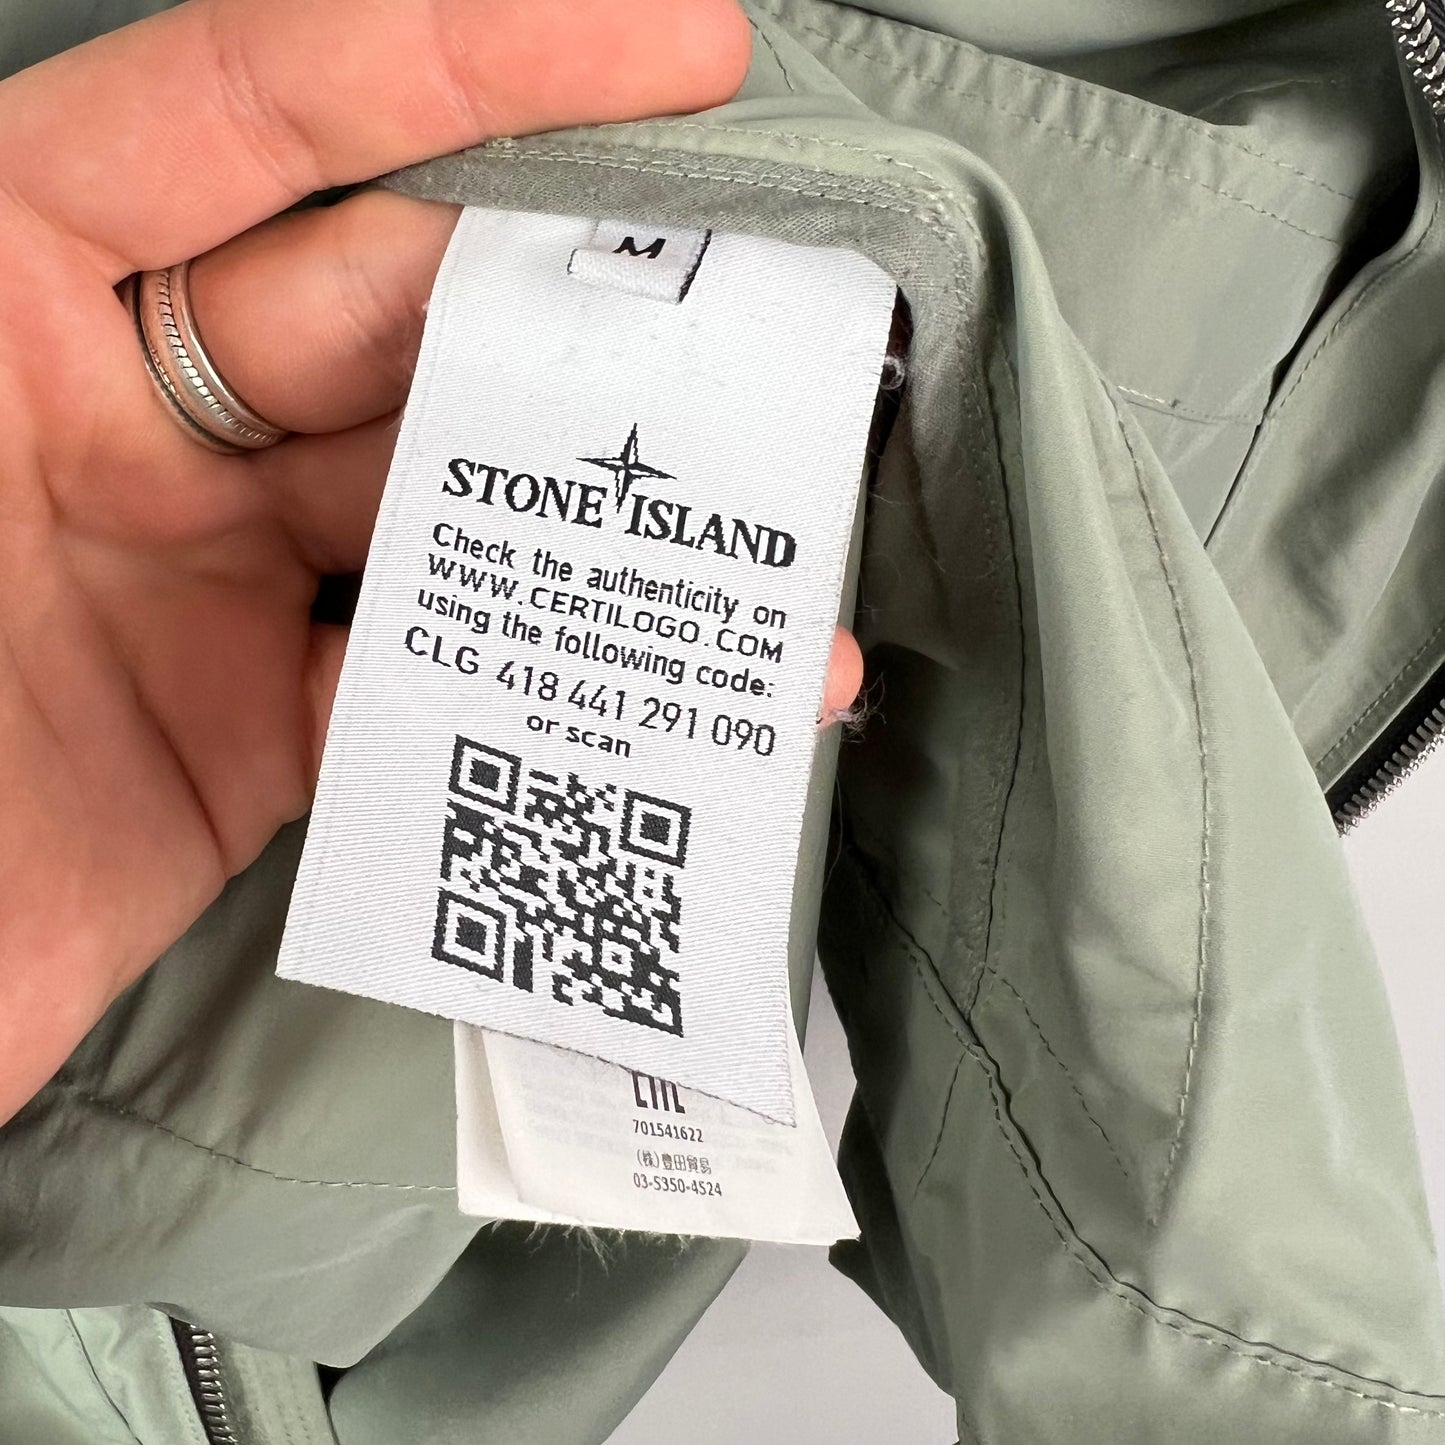 M
STONE ISLAND
Check the authenticity on
WWW.CERTILOGO.COM
using the following code:
CLG 418 441 291 090
or scan
701541622
(株)豊田貿易
03-5350-4524